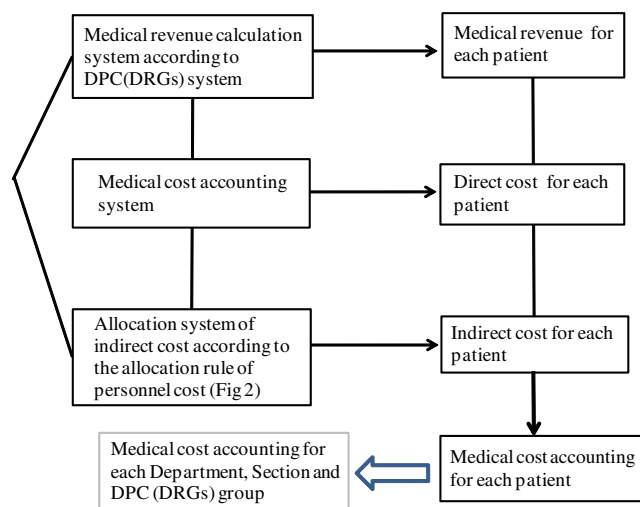 Medical revenue calculation
system according to
DPC(DRGs) system
Medical revenue for
each patient
Medical cost accounting
system
Direct cost for each
patient
Allocation system of
indirect cost according to
the allocation rule of
personnel cost (Fig 2)
Indirect cost for each
patient
Medical cost accounting for
each Department, Section and
DPC (DRGs) group
Medical cost accounting
for each patient